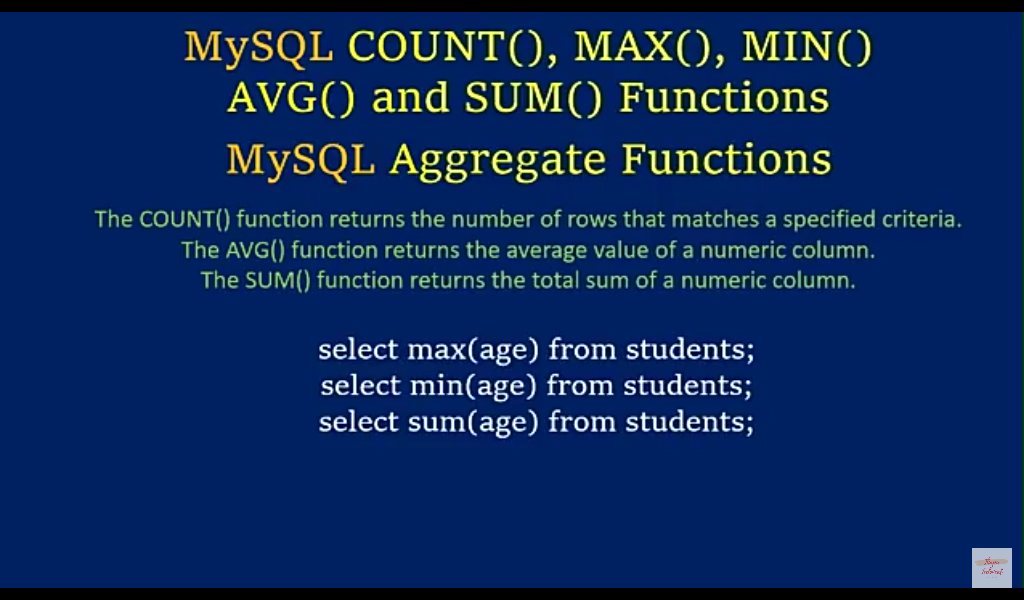 MySQL COUNT(), MAX(), MIN()
AVG() and SUM() Functions
MySQL Aggregate Functions
The COUNT() function returns the number of rows that matches a specified criteria.
The AVG() function returns the average value of a numeric column.
The SUM() function returns the total sum of a numeric column.
select max(age) from students;
select min(age) from students;
select sum(age) from students;